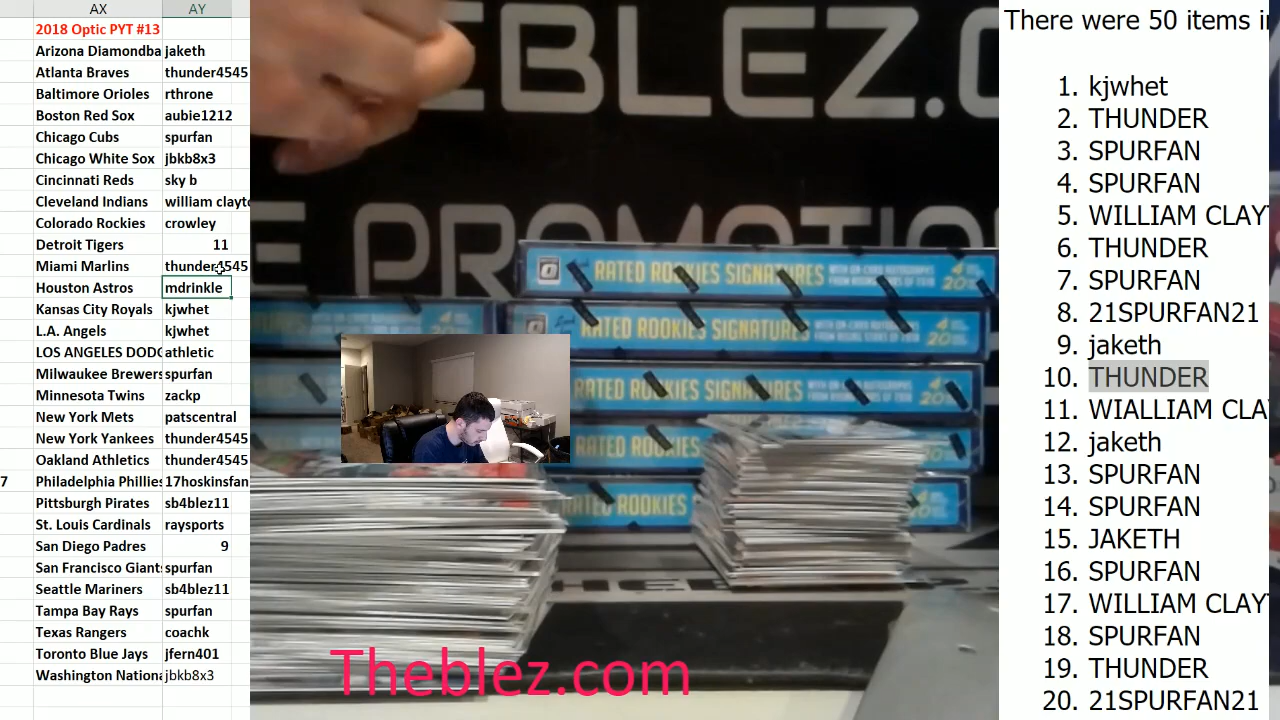 AX AY
2018 Optic PYT #13
Arizona Diamondba jaketh
Atlanta Braves thunder4545
Baltimore Orioles rthrone
Boston Red Sox aubie1212
Chicago Cubs spurfan
Chicago White Sox jbkb8x3
Cincinnati Reds sky b
Cleveland Indians william clayto
Colorado Rockies crowley
Detroit Tigers 11
Miami Marlins thunder4545
Houston Astros mdrinkle
Kansas City Royals kjwhet
L.A. Angels kjwhet
LOS ANGELES DODG athletic
Milwaukee Brewers spurfan
Minnesota Twins zackp
New York Mets patscentral
New York Yankees thunder4545
Oakland Athletics thunder4545
7 Philadelphia Phillies 17hoskinsfan
Pittsburgh Pirates sb4blez11
St. Louis Cardinals raysports
San Diego Padres 9
San Francisco Giants spurfan
Seattle Mariners sb4blez11
Tampa Bay Rays spurfan
Texas Rangers coachk
Toronto Blue Jays jfern401
Washington Nationa jbkb8x3
EBLEZ.C
E PROMOTION
RATED ROOKIES SIGNATURES
RATED ROOKIES SIGNATURES
RATED ROOKIES SIGNATURES
RATED ROOKIES
RATED ROOKIES
Theblez.com
There were 50 items in
1. kjwhet
2. THUNDER
3. SPURFAN
4. SPURFAN
5. WILLIAM CLAY
6. THUNDER
7. SPURFAN
8. 21SPURFAN21
9. jaketh
10. THUNDER
11. WIALLIAM CLA
12. jaketh
13. SPURFAN
14. SPURFAN
15. JAKETH
16. SPURFAN
17. WILLIAM CLAY
18. SPURFAN
19. THUNDER
20. 21SPURFAN21